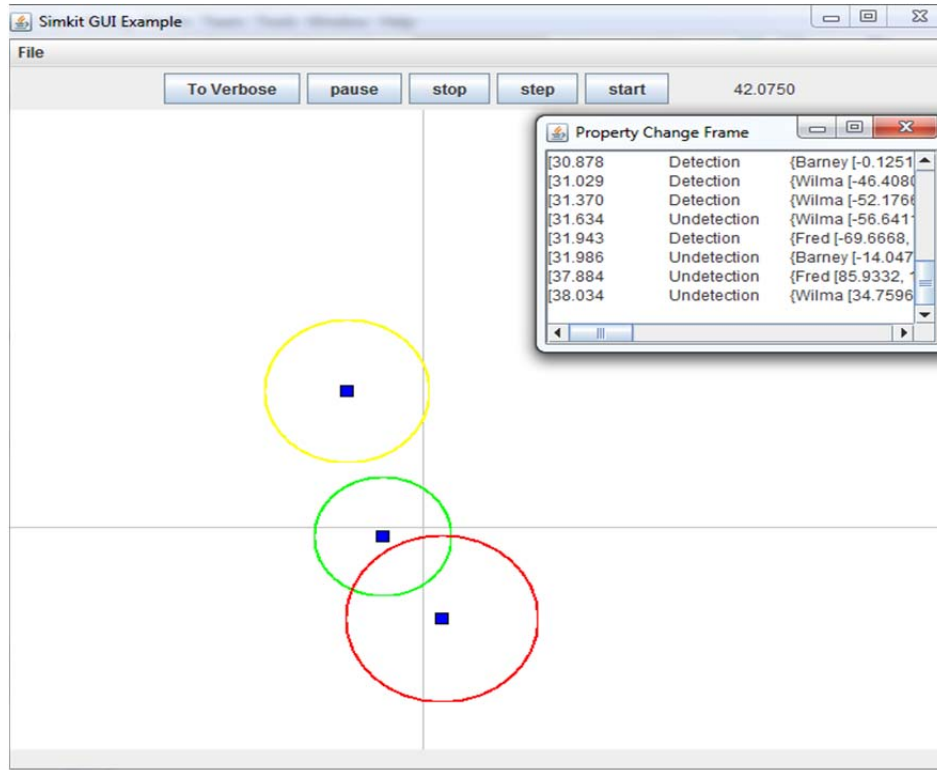 Simkit GUI Example
File
To Verbose pause stop step start 42.0750
Property Change Frame
[30.878 Detection {Barney [-0.1251
[31.029 Detection {Wilma [-46.4080
[31.370 Detection {Wilma [-52.1766
[31.634 Undetection {Wilma [-56.6411
[31.943 Detection {Fred [-69.6668,
[31.986 Undetection {Barney [-14.047
[37.884 Undetection {Fred [85.9332, 1
[38.034 Undetection {Wilma [34.7596